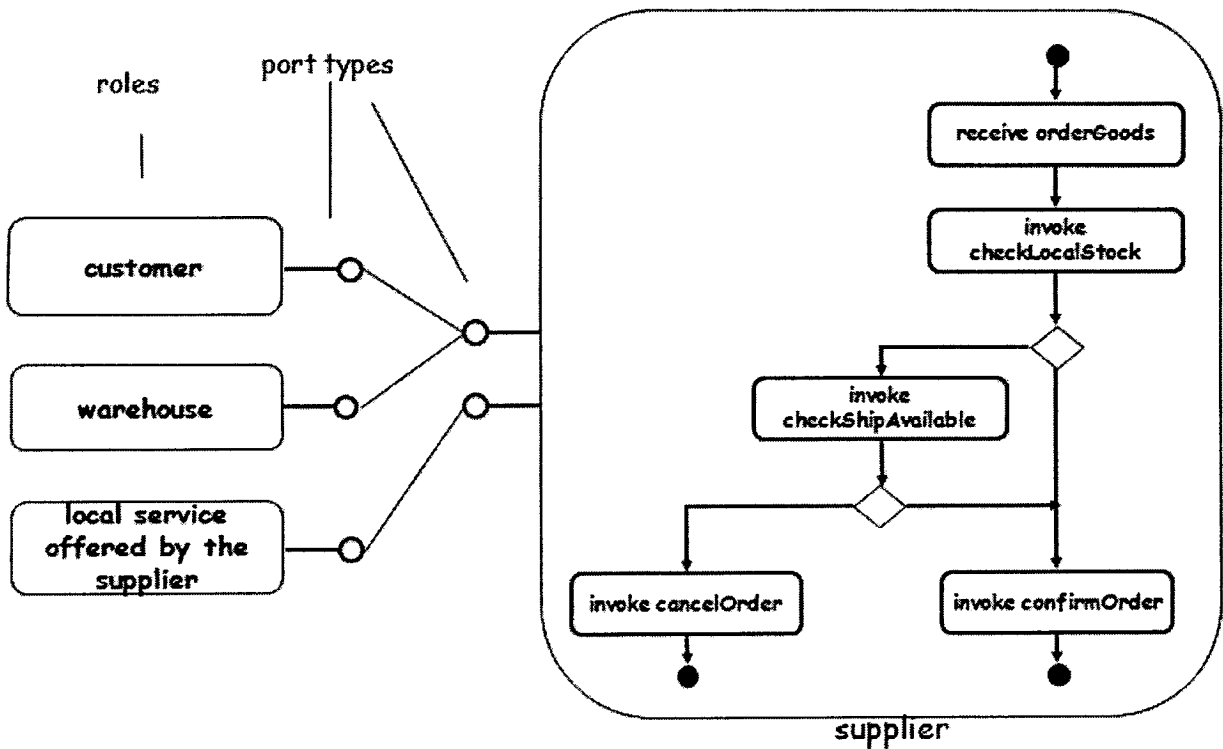 roles
port types
customer
warehouse
local service
offered by the
supplier
receive orderGoods
invoke
checkLocalStock
invoke
checkShipAvailable
invoke cancelOrder
invoke confirmOrder
supplier